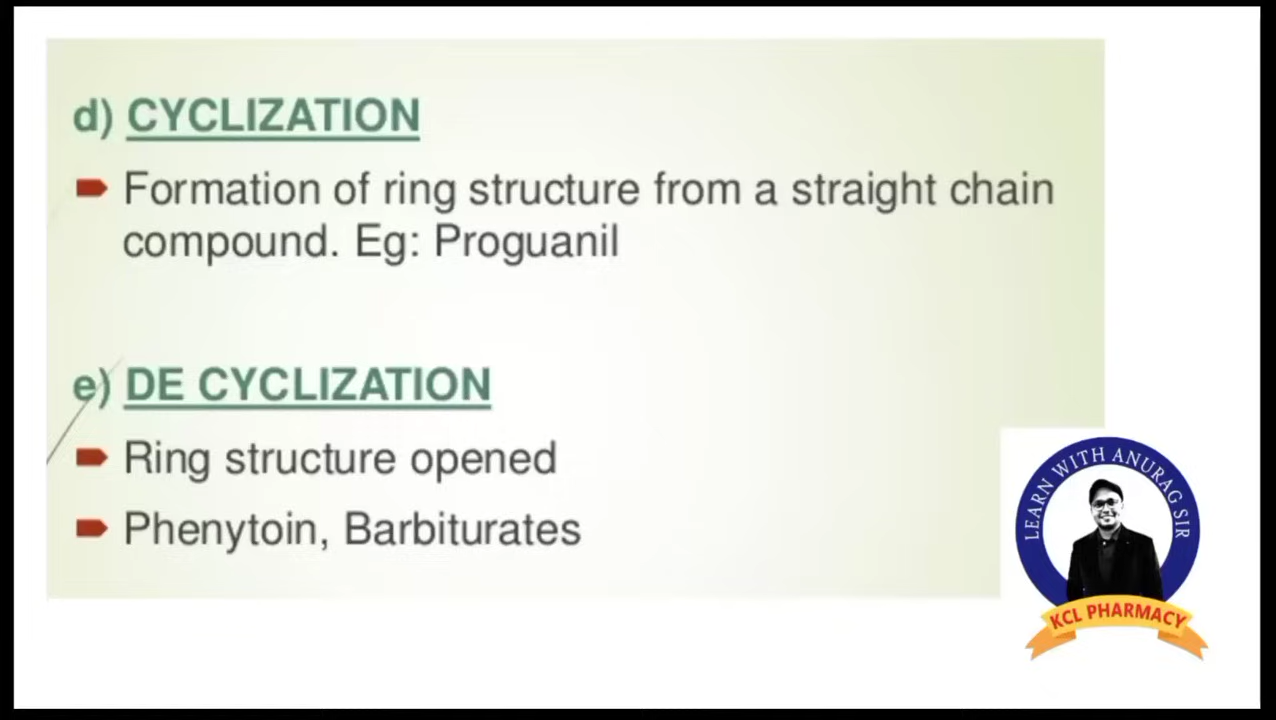 d) CYCLIZATION
Formation of ring structure from a straight chain
compound. Eg: Proguanil
e) DE CYCLIZATION
Ring structure opened
Phenytoin, Barbiturates
LEARN WITH ANURAG SIR
KCL PHARMACY